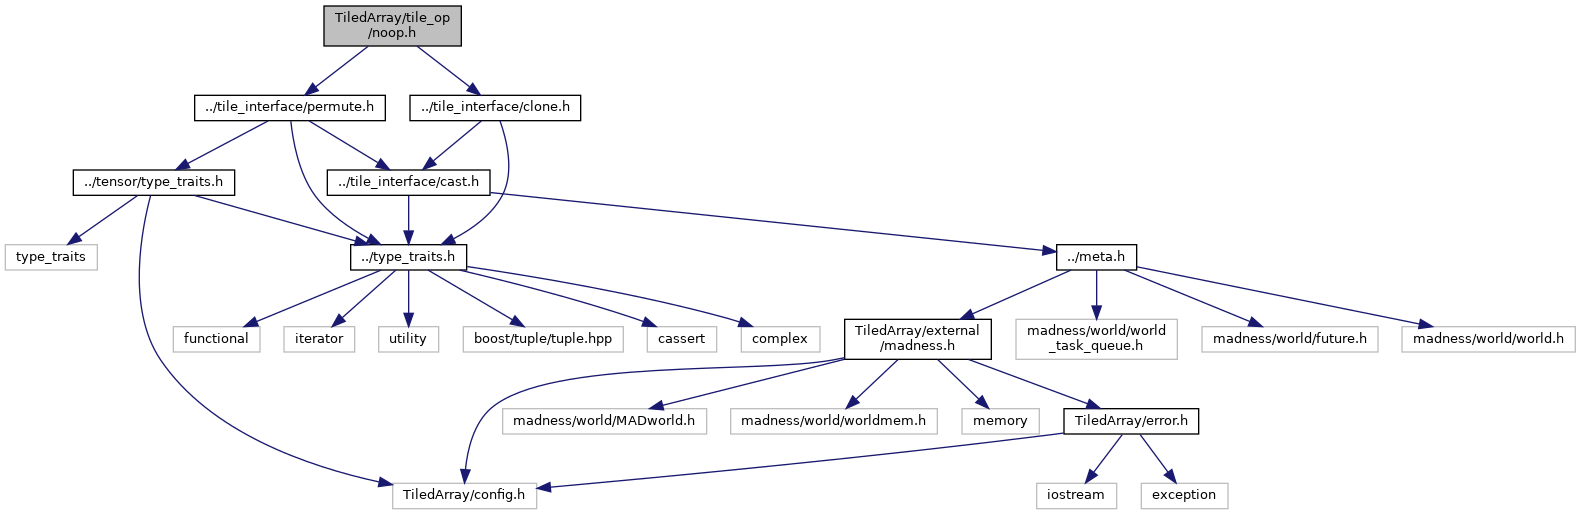 TiledArray/tile_op
/noop.h
../tile_interface/permute.h
../tile_interface/clone.h
../tensor/type_traits.h
../tile_interface/cast.h
type_traits
../type_traits.h
../meta.h
functional
iterator
utility
boost/tuple/tuple.hpp
cassert
complex
TiledArray/external
/madness.h
madness/world/world
_task_queue.h
madness/world/future.h
madness/world/world.h
madness/world/MADworld.h
madness/world/worldmem.h
memory
TiledArray/error.h
TiledArray/config.h
iostream
exception